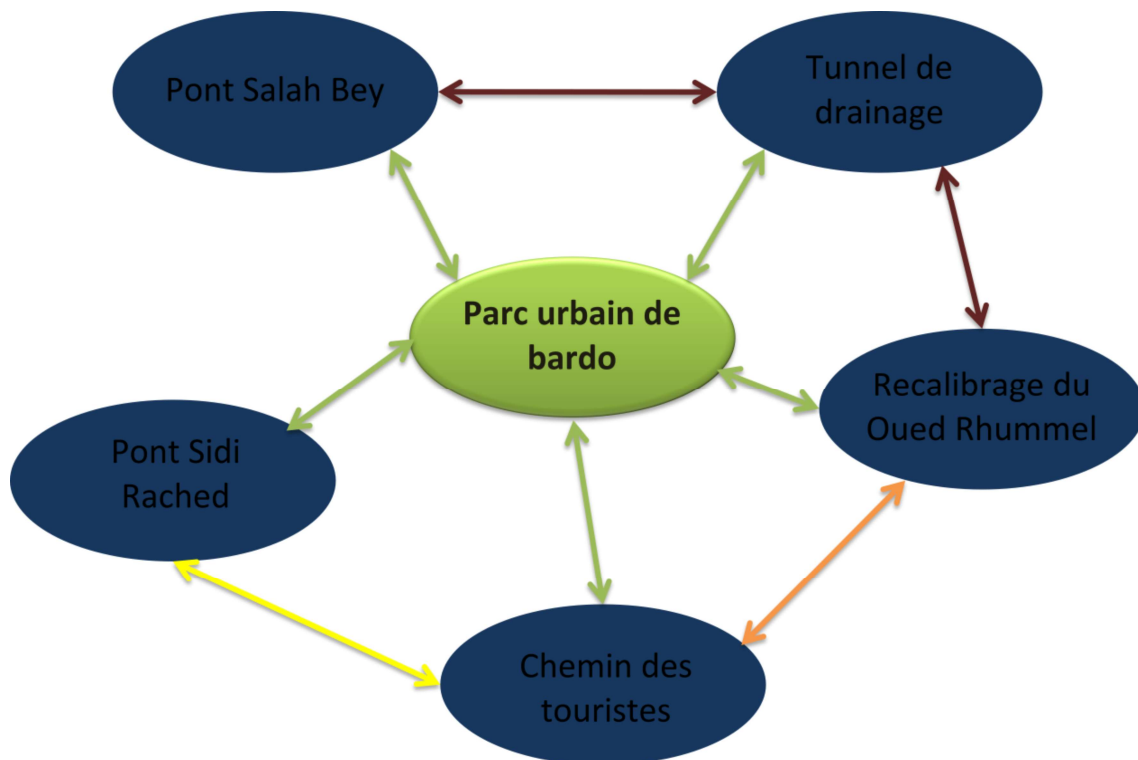 Pont Salah Bey
Tunnel de
drainage
Parc urbain de
bardo
Recalibrage du
Oued Rhummel
Pont Sidi
Rached
Chemin des
touristes